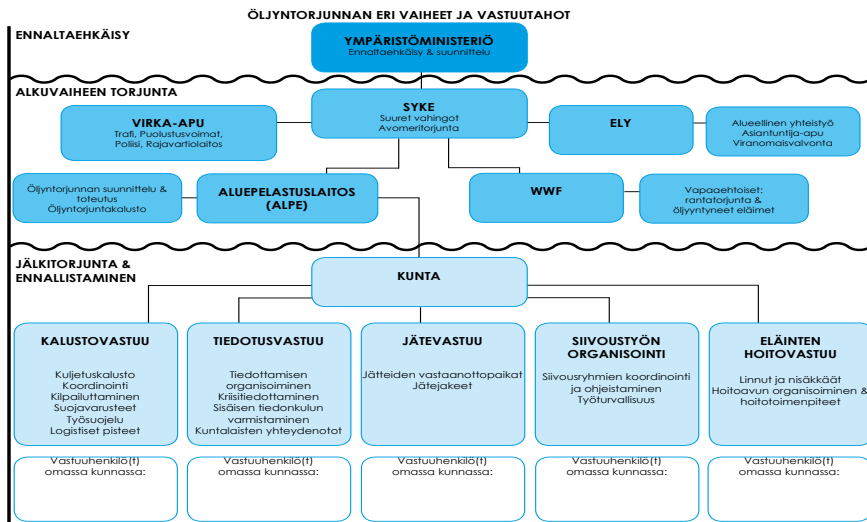 ÖLJYNTORJUNNAN ERI VAIHEET JA VASTUUTAHOT
ENNALTAEHKÄISY
YMPÄRISTÖMINISTERIÖ
Ennaltaehkäisy & suunnittelu
ALKUVAIHEEN TORJUNTA
VIRKA-APU
Trafi, Puolustusvoimat,
Poliisi, Rajavartiolaitos
SYKE
Suuret vahingot
Avomeritorjunta
ELY
Alueellinen yhteistyö
Asiantuntija-apu
Viranomaisvalvonta
Öljyntorjunnan suunnittelu &
toteutus
Öljyntorjuntakalusto
ALUEPELASTUSLAITOS
(ALPE)
WWF
Vapaaehtoiset:
rantatorjunta &
öljyyntyneet eläimet
JÄLKITORJUNTA &
ENNALLISTAMINEN
KUNTA
KALUSTOVASTUU
Kuljetuskalusto
Koordinointi
Kilpailuttaminen
Suojavarusteet
Työsuojelu
Logistiset pisteet
TIEDOTUSVASTUU
Tiedottamisen
organisoiminen
Kriisitiedottaminen
Sisäisen tiedonkulun
varmistaminen
Kuntalaisten yhteydenotot
JÄTEVASTUU
Jätteiden vastaanottopaikat
Jätejakeet
SIIVOUSTYÖN
ORGANISOINTI
Siivousryhmien koordinointi
ja ohjeistaminen
Työturvallisuus
ELÄINTEN
HOITOVASTUU
Linnut ja nisäkkäät
Hoitoavun organisoiminen &
hoitotoimenpiteet
Vastuuhenkilö(t)
omassa kunnassa:
Vastuuhenkilö(t)
omassa kunnassa:
Vastuuhenkilö(t)
omassa kunnassa:
Vastuuhenkilö(t)
omassa kunnassa:
Vastuuhenkilö(t)
omassa kunnassa: